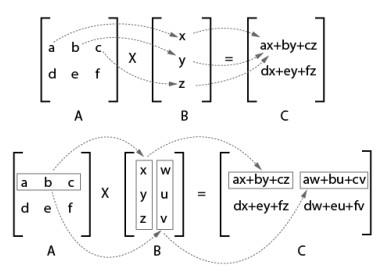 a b c X x = ax+by+cz
y
d e f z dx+ey+fz
A B C
x w
a b c y u ax+by+cz aw+bu+cv
X =
d e f z v dx+ey+fz dw+eu+fv
A B C